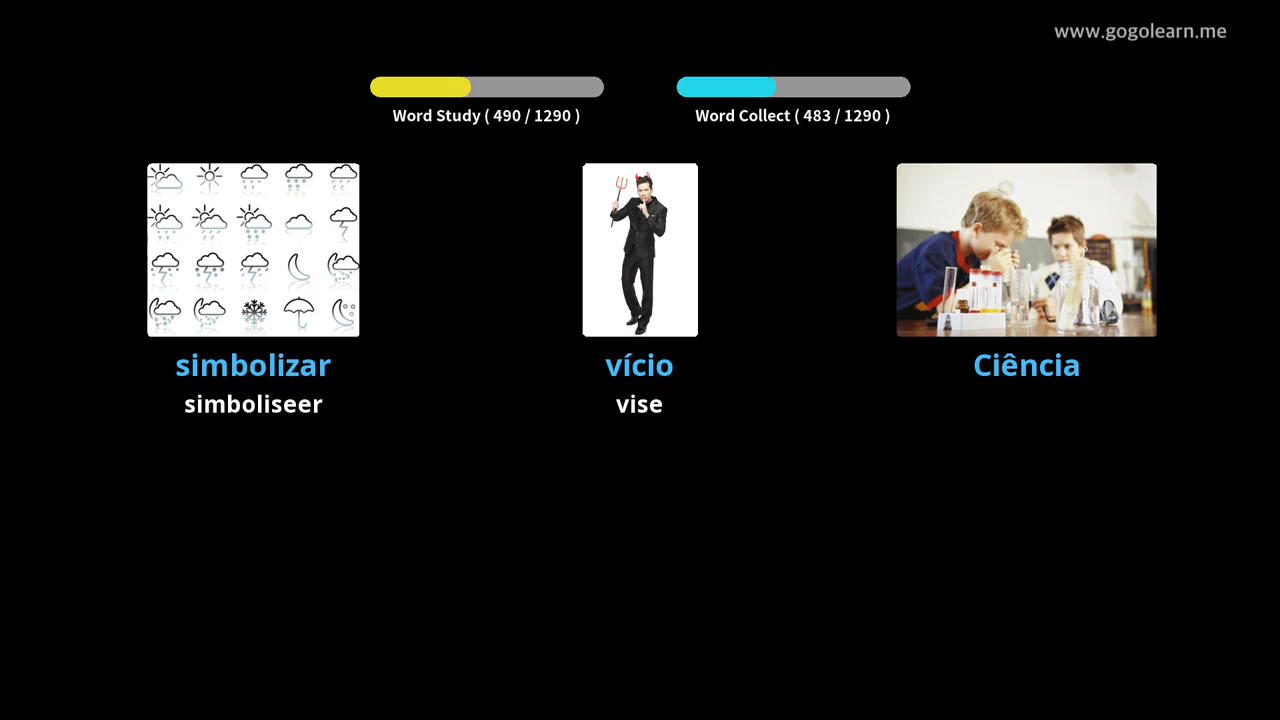 www.gogolearn.me
Word Study ( 490 / 1290 )
Word Collect ( 483 / 1290 )
simbolizar
simboliseer
vício
vise
Ciência